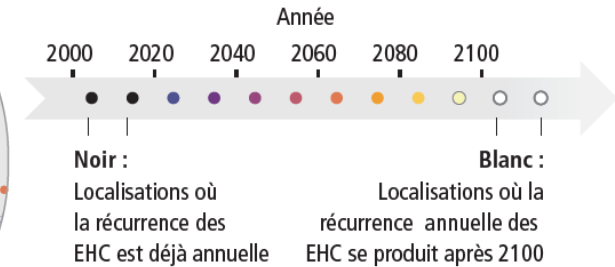 Année
2000 2020 2040 2060 2080 2100
Noir :
Localisations où
la récurrence des
EHC est déjà annuelle
Blanc :
Localisations où la
récurrence annuelle des
EHC se produit après 2100